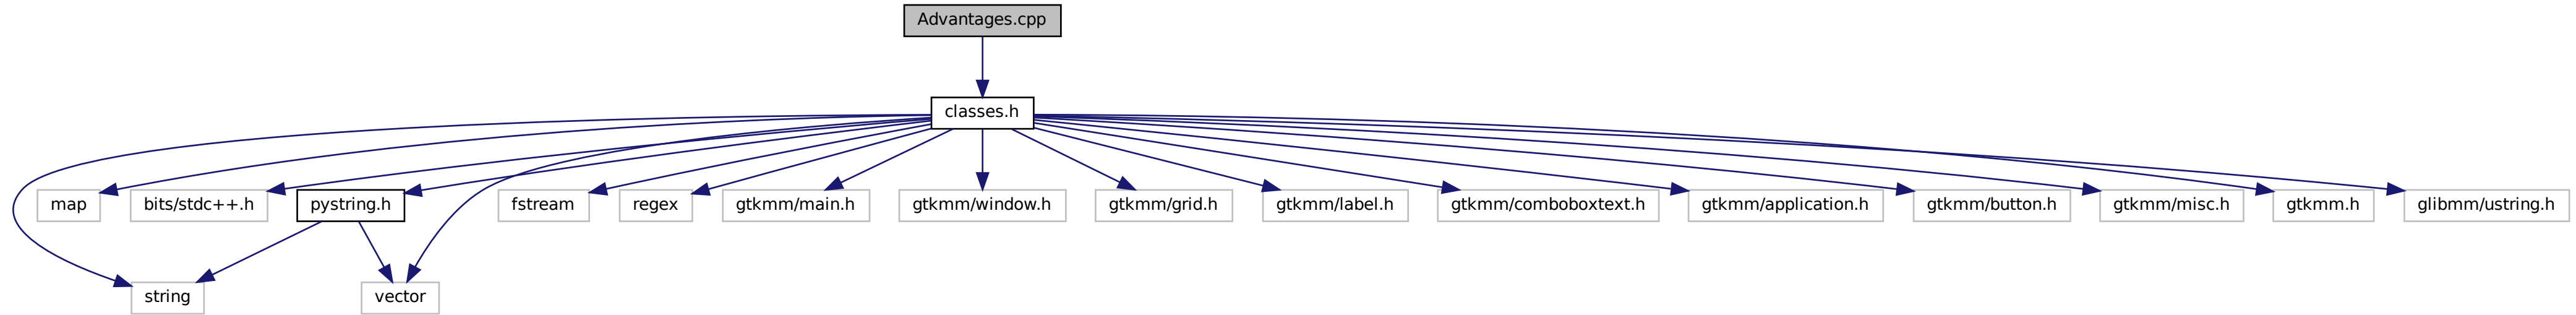 Advantages.cpp
classes.h
map
bits/stdc++.h
pystring.h
fstream
regex
gtkmm/main.h
gtkmm/window.h
gtkmm/grid.h
gtkmm/label.h
gtkmm/comboboxtext.h
gtkmm/application.h
gtkmm/button.h
gtkmm/misc.h
gtkmm.h
glibmm/ustring.h
string
vector